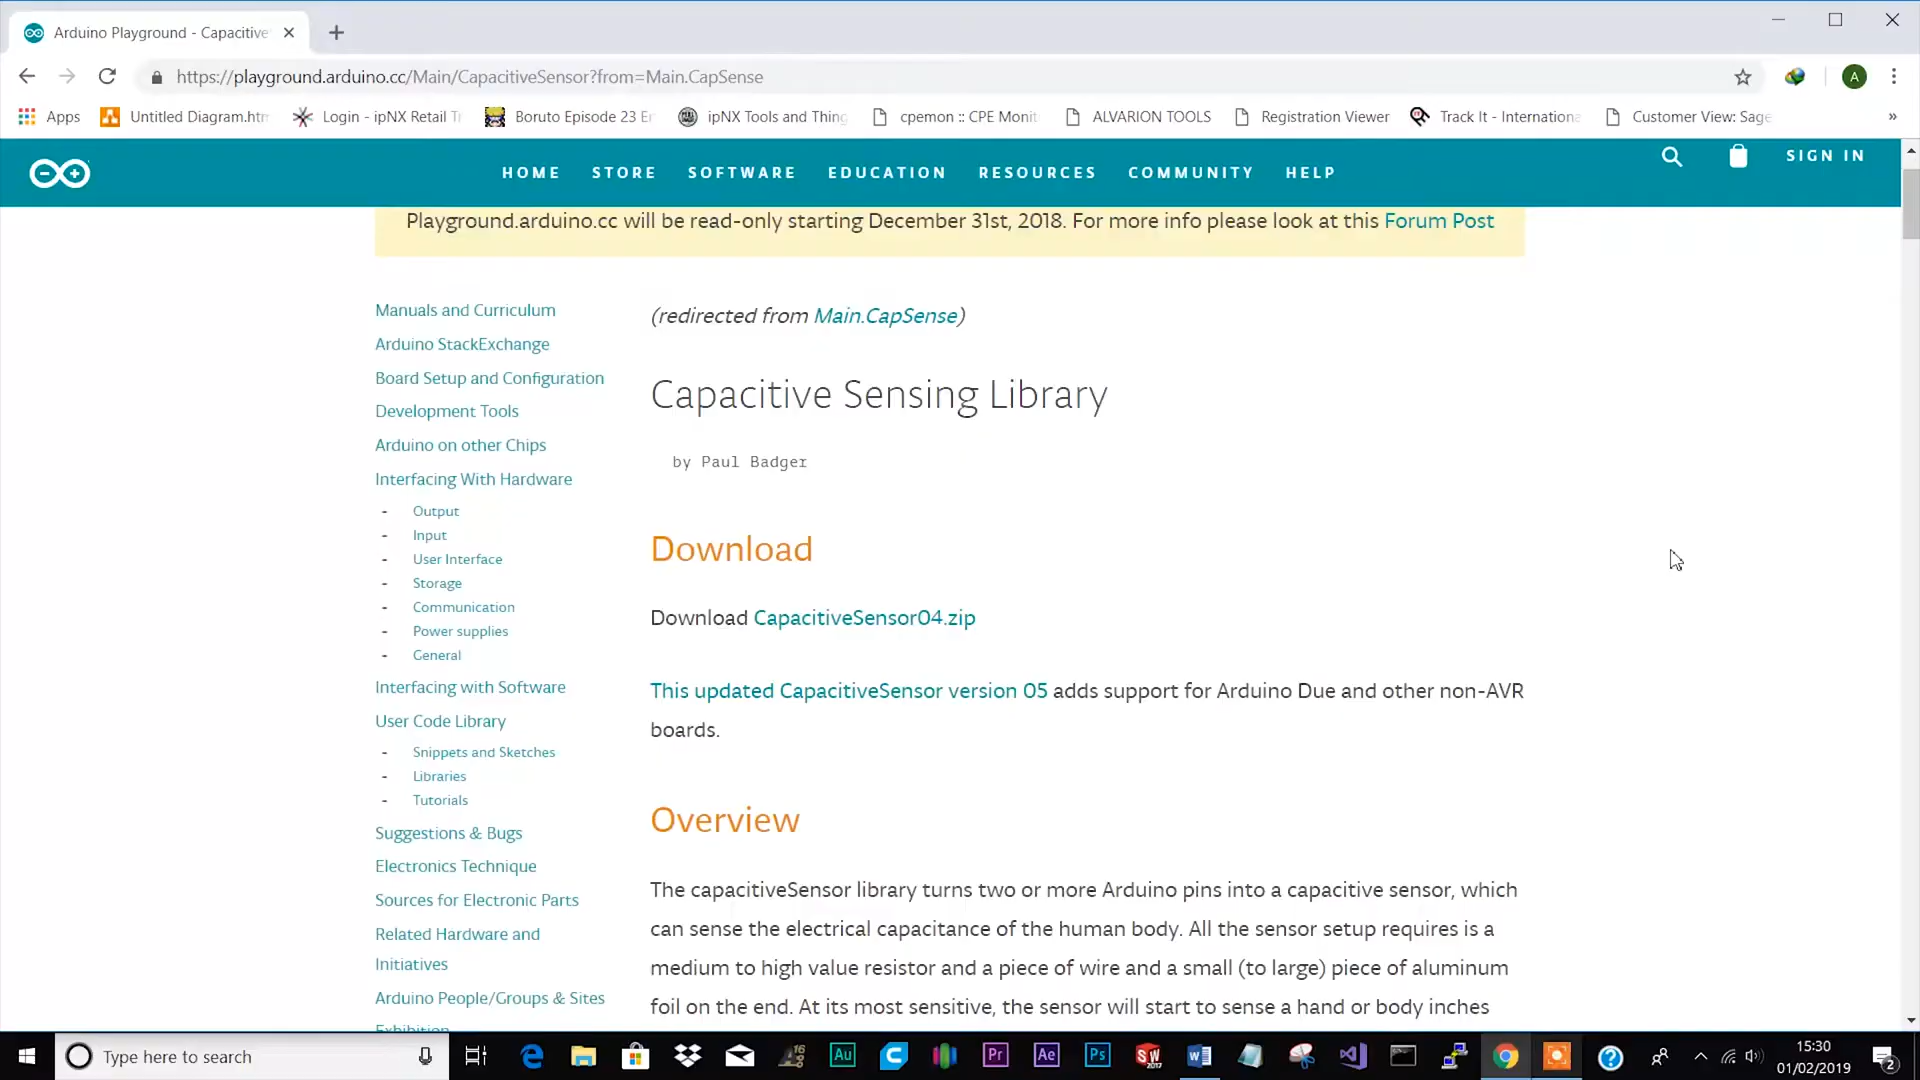 Arduino Playground - Capacitive
https://playground.arduino.cc/Main/CapacitiveSensor?from=Main.CapSense
A
Apps Untitled Diagram.htm Login - ipNX Retail Tr Boruto Episode 23 En ipNX Tools and Thing cpemon :: CPE Monit ALVARION TOOLS Registration Viewer Track It - Internationa Customer View: Sage »
HOME STORE SOFTWARE EDUCATION RESOURCES COMMUNITY HELP SIGN IN
Playground.arduino.cc will be read-only starting December 31st, 2018. For more info please look at this Forum Post
Manuals and Curriculum
Arduino StackExchange
Board Setup and Configuration
Development Tools
Arduino on other Chips
Interfacing With Hardware
- Output
- Input
- User Interface
- Storage
- Communication
- Power supplies
- General
Interfacing with Software
User Code Library
- Snippets and Sketches
- Libraries
- Tutorials
Suggestions & Bugs
Electronics Technique
Sources for Electronic Parts
Related Hardware and
Initiatives
Arduino People/Groups & Sites
Exhibition
(redirected from Main.CapSense)
Capacitive Sensing Library
by Paul Badger
Download
Download CapacitiveSensor04.zip
This updated CapacitiveSensor version 05 adds support for Arduino Due and other non-AVR
boards.
Overview
The capacitiveSensor library turns two or more Arduino pins into a capacitive sensor, which
can sense the electrical capacitance of the human body. All the sensor setup requires is a
medium to high value resistor and a piece of wire and a small (to large) piece of aluminum
foil on the end. At its most sensitive, the sensor will start to sense a hand or body inches
Type here to search
Au
Pr
Ae
Ps
SW
2017
15:30
01/02/2019
2